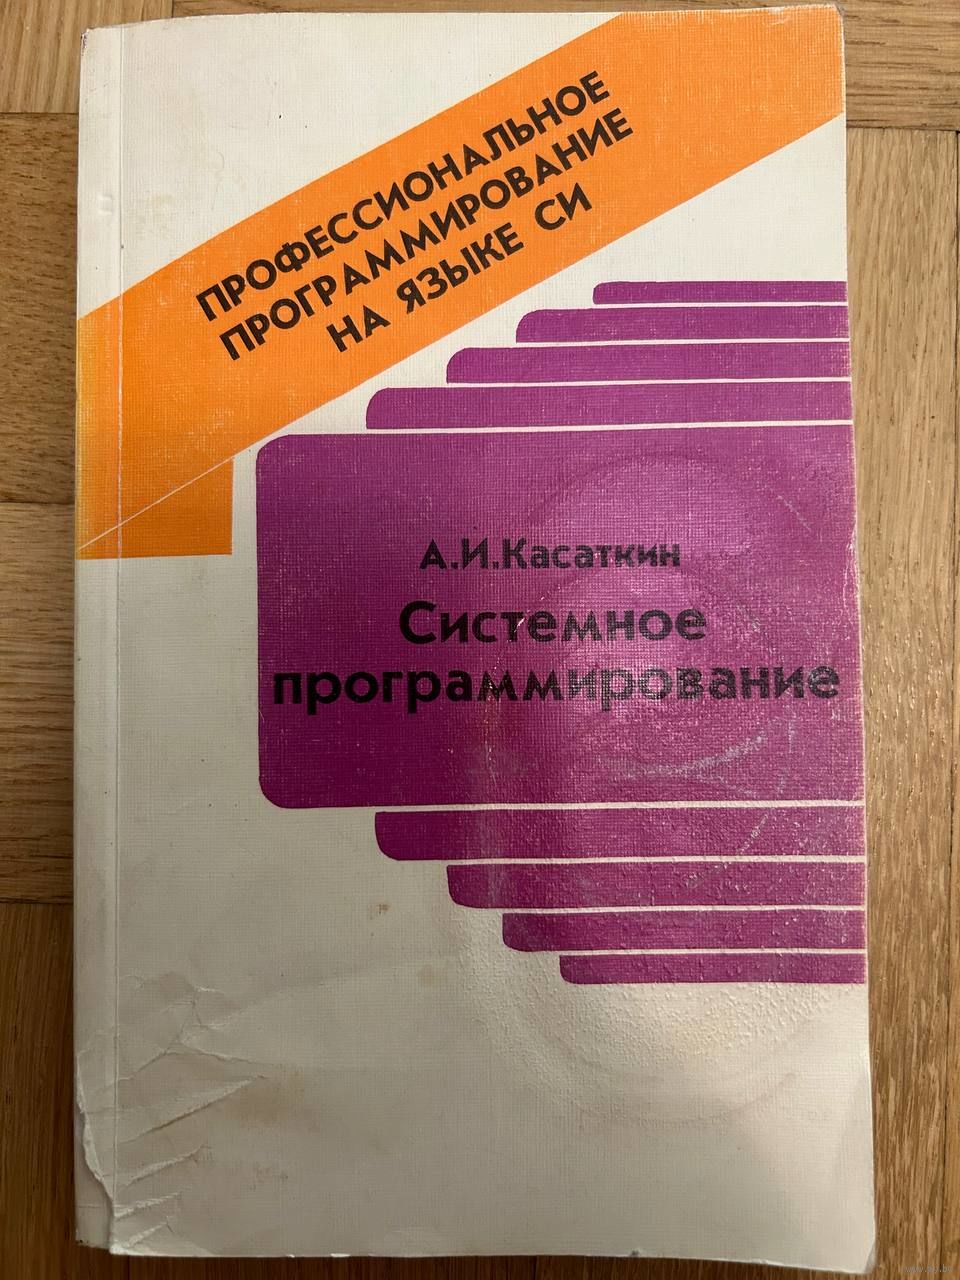 ПРОФЕССИОНАЛЬНОЕ
ПРОГРАММИРОВАНИЕ
НА ЯЗЫКЕ СИ
А.И.Касаткин
Системное
программирование